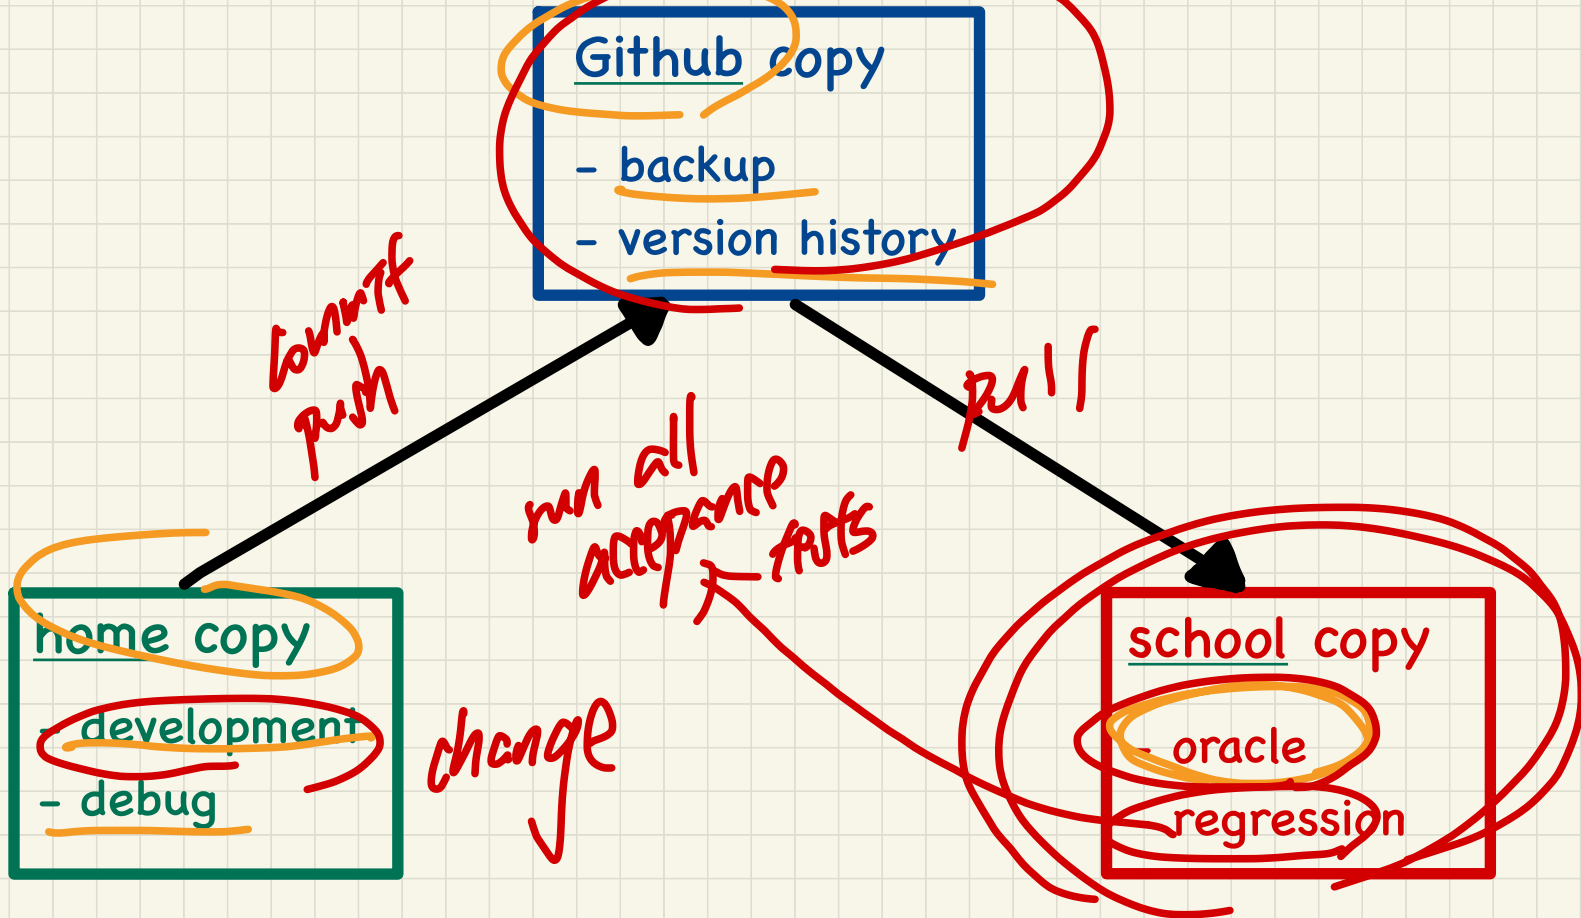 Github copy
- backup
- version history
commit
push
pull
run all
acceptance
tests
home copy
- development
- debug
change
school copy
- oracle
regression